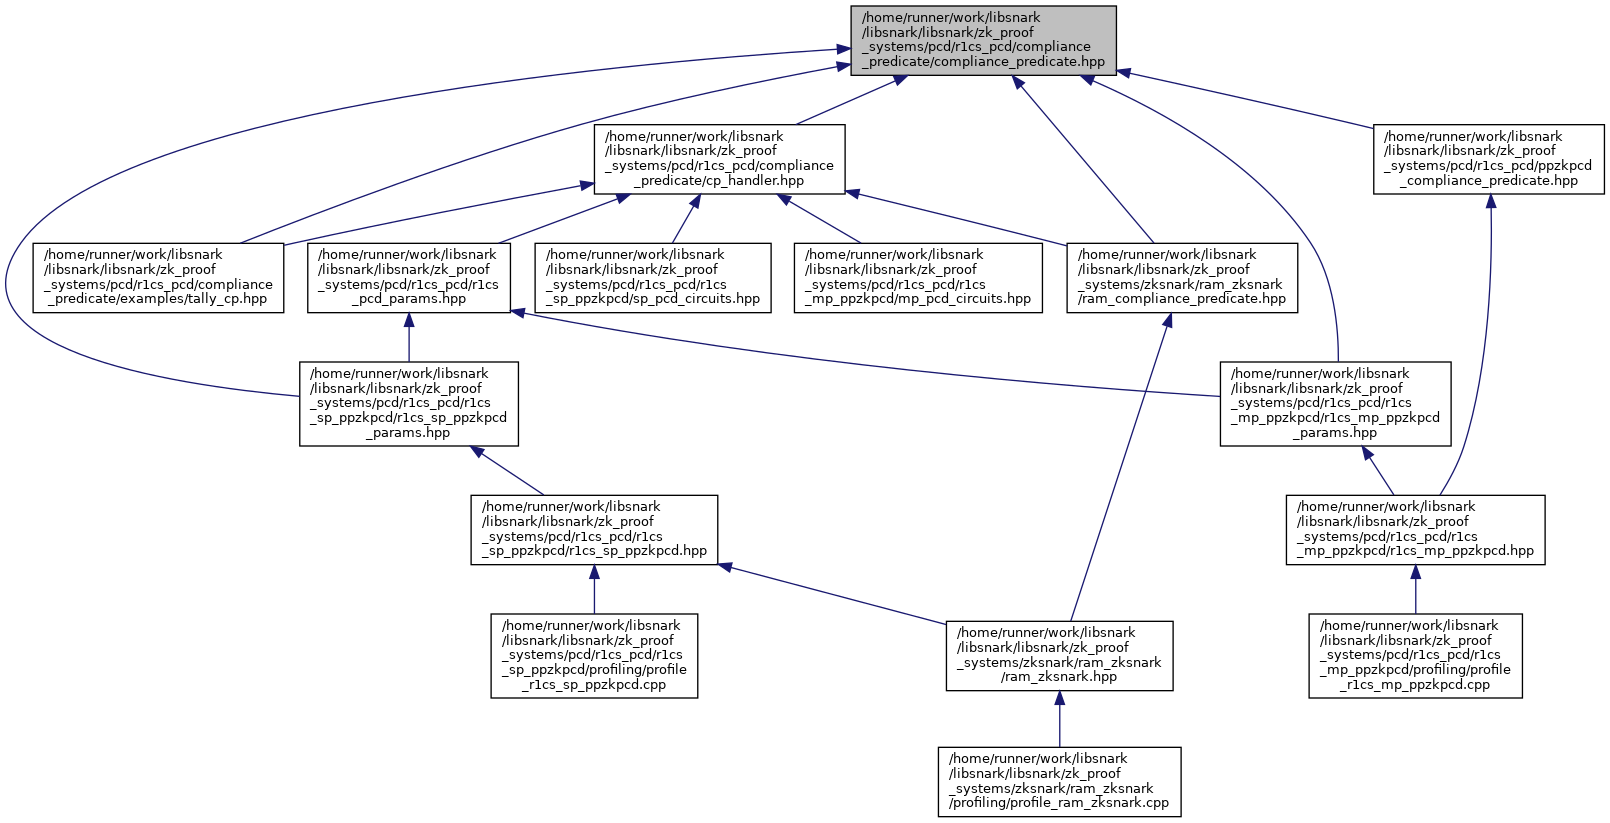 /home/runner/work/libsnark
/libsnark/libsnark/zk_proof
_systems/pcd/r1cs_pcd/compliance
_predicate/compliance_predicate.hpp
/home/runner/work/libsnark
/libsnark/libsnark/zk_proof
_systems/pcd/r1cs_pcd/compliance
_predicate/cp_handler.hpp
/home/runner/work/libsnark
/libsnark/libsnark/zk_proof
_systems/pcd/r1cs_pcd/ppzkpcd
_compliance_predicate.hpp
/home/runner/work/libsnark
/libsnark/libsnark/zk_proof
_systems/pcd/r1cs_pcd/compliance
_predicate/examples/tally_cp.hpp
/home/runner/work/libsnark
/libsnark/libsnark/zk_proof
_systems/pcd/r1cs_pcd/r1cs
_pcd_params.hpp
/home/runner/work/libsnark
/libsnark/libsnark/zk_proof
_systems/pcd/r1cs_pcd/r1cs
_sp_ppzkpcd/sp_pcd_circuits.hpp
/home/runner/work/libsnark
/libsnark/libsnark/zk_proof
_systems/pcd/r1cs_pcd/r1cs
_mp_ppzkpcd/mp_pcd_circuits.hpp
/home/runner/work/libsnark
/libsnark/libsnark/zk_proof
_systems/zksnark/ram_zksnark
/ram_compliance_predicate.hpp
/home/runner/work/libsnark
/libsnark/libsnark/zk_proof
_systems/pcd/r1cs_pcd/r1cs
_sp_ppzkpcd/r1cs_sp_ppzkpcd
_params.hpp
/home/runner/work/libsnark
/libsnark/libsnark/zk_proof
_systems/pcd/r1cs_pcd/r1cs
_mp_ppzkpcd/r1cs_mp_ppzkpcd
_params.hpp
/home/runner/work/libsnark
/libsnark/libsnark/zk_proof
_systems/pcd/r1cs_pcd/r1cs
_sp_ppzkpcd/r1cs_sp_ppzkpcd.hpp
/home/runner/work/libsnark
/libsnark/libsnark/zk_proof
_systems/pcd/r1cs_pcd/r1cs
_mp_ppzkpcd/r1cs_mp_ppzkpcd.hpp
/home/runner/work/libsnark
/libsnark/libsnark/zk_proof
_systems/pcd/r1cs_pcd/r1cs
_sp_ppzkpcd/profiling/profile
_r1cs_sp_ppzkpcd.cpp
/home/runner/work/libsnark
/libsnark/libsnark/zk_proof
_systems/zksnark/ram_zksnark
/ram_zksnark.hpp
/home/runner/work/libsnark
/libsnark/libsnark/zk_proof
_systems/pcd/r1cs_pcd/r1cs
_mp_ppzkpcd/profiling/profile
_r1cs_mp_ppzkpcd.cpp
/home/runner/work/libsnark
/libsnark/libsnark/zk_proof
_systems/zksnark/ram_zksnark
/profiling/profile_ram_zksnark.cpp